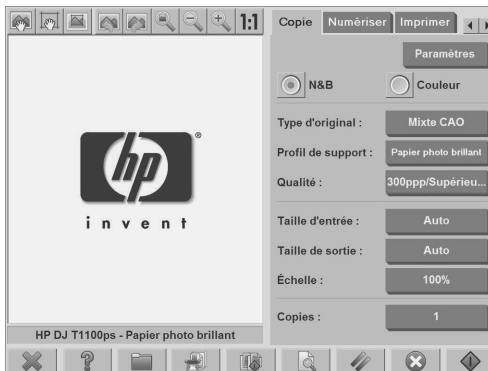 1:1
hp
®
invent
HP DJ T1100ps - Papier photo brillant
Copie Numériser Imprimer
Paramètres
N&B Couleur
Type d'original : Mixte CAO
Profil de support : Papier photo brillant
Qualité : 300ppp/Supérieu...
Taille d'entrée : Auto
Taille de sortie : Auto
Échelle : 100%
Copies : 1